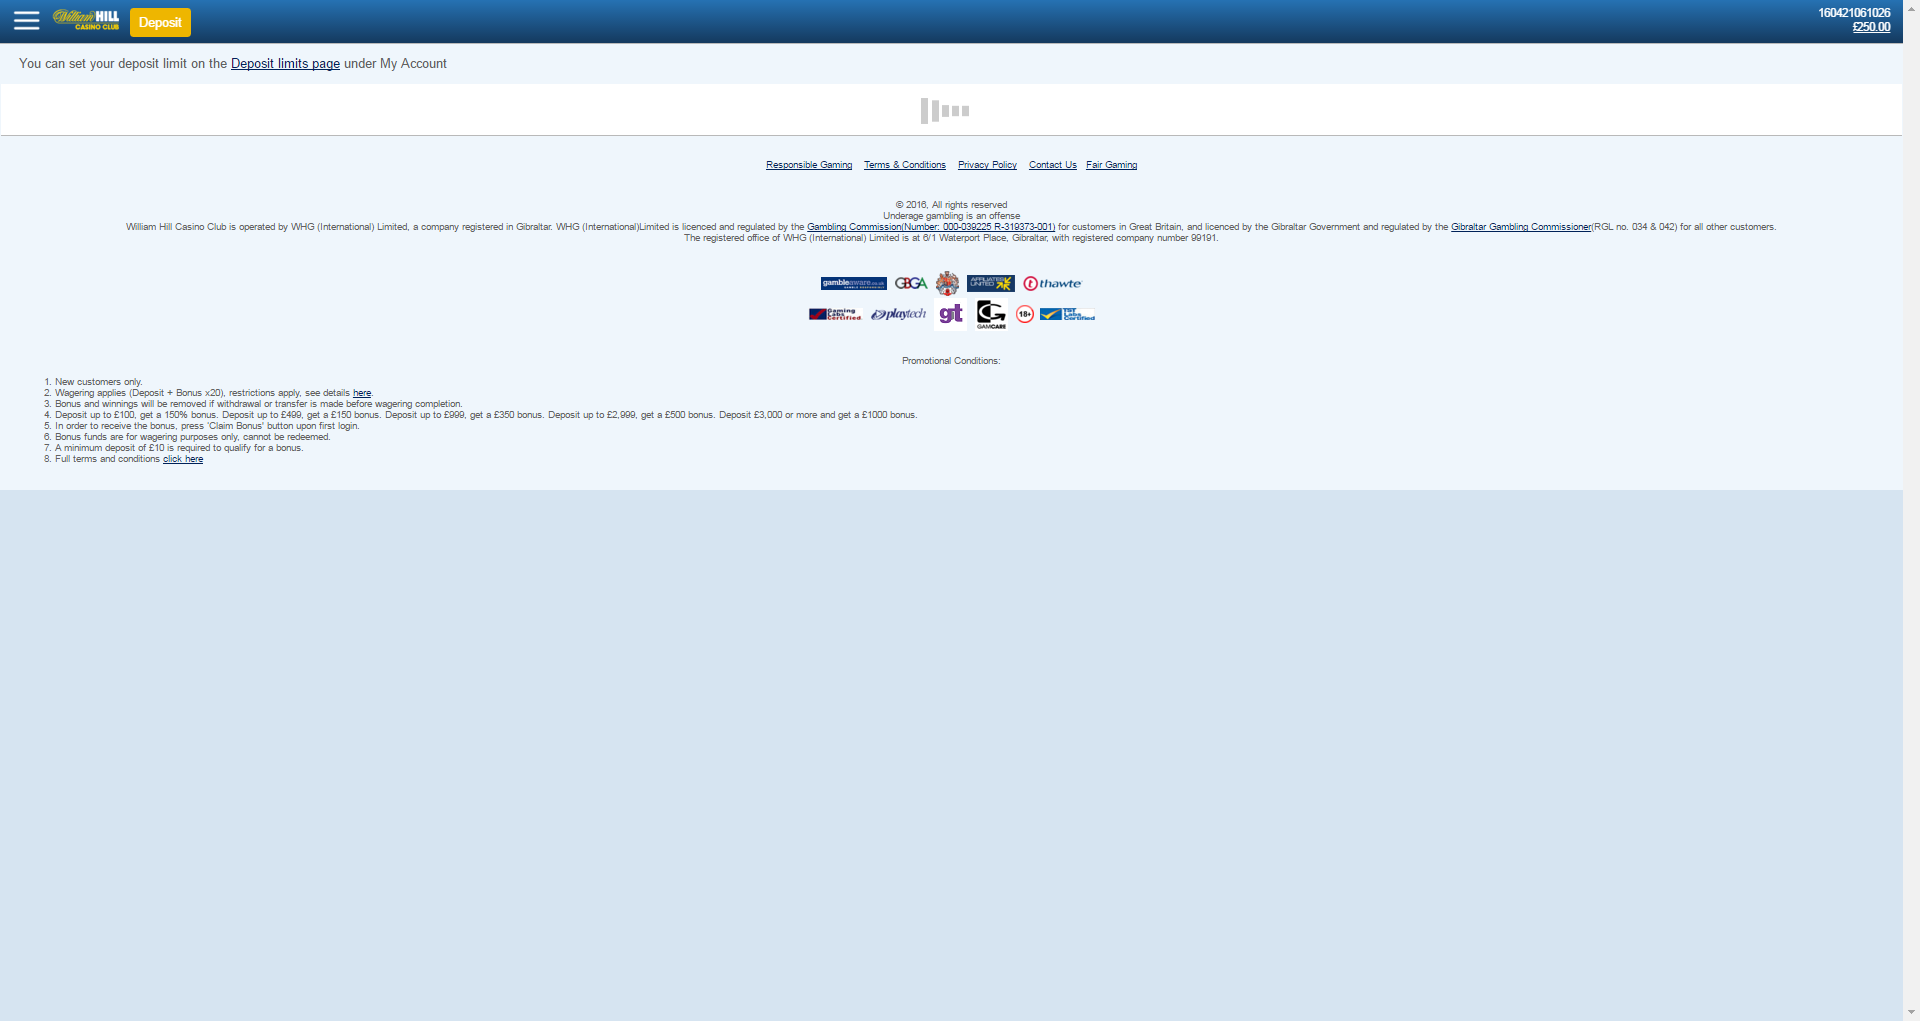 William HILL
CASINO CLUB
Deposit
160421061026
£250.00
You can set your deposit limit on the Deposit limits page under My Account
Responsible Gaming Terms & Conditions Privacy Policy Contact Us Fair Gaming
© 2016, All rights reserved
Underage gambling is an offense
William Hill Casino Club is operated by WHG (International) Limited, a company registered in Gibraltar. WHG (International)Limited is licenced and regulated by the Gambling Commission(Number: 000-039225 R-319373-001) for customers in Great Britain, and licenced by the Gibraltar Government and regulated by the Gibraltar Gambling Commissioner(RGL no. 034 & 042) for all other customers.
The registered office of WHG (International) Limited is at 6/1 Waterport Place, Gibraltar, with registered company number 99191.
gambleaware.co.uk GBGA AFFILIATES UNITED thawte
Gaming Labs Certified. playtech gt G GAMCARE 18+ TST Labs Certified
Promotional Conditions:
1. New customers only.
2. Wagering applies (Deposit + Bonus x20), restrictions apply, see details here.
3. Bonus and winnings will be removed if withdrawal or transfer is made before wagering completion.
4. Deposit up to £100, get a 150% bonus. Deposit up to £499, get a £150 bonus. Deposit up to £999, get a £350 bonus. Deposit up to £2,999, get a £500 bonus. Deposit £3,000 or more and get a £1000 bonus.
5. In order to receive the bonus, press 'Claim Bonus' button upon first login.
6. Bonus funds are for wagering purposes only, cannot be redeemed.
7. A minimum deposit of £10 is required to qualify for a bonus.
8. Full terms and conditions click here